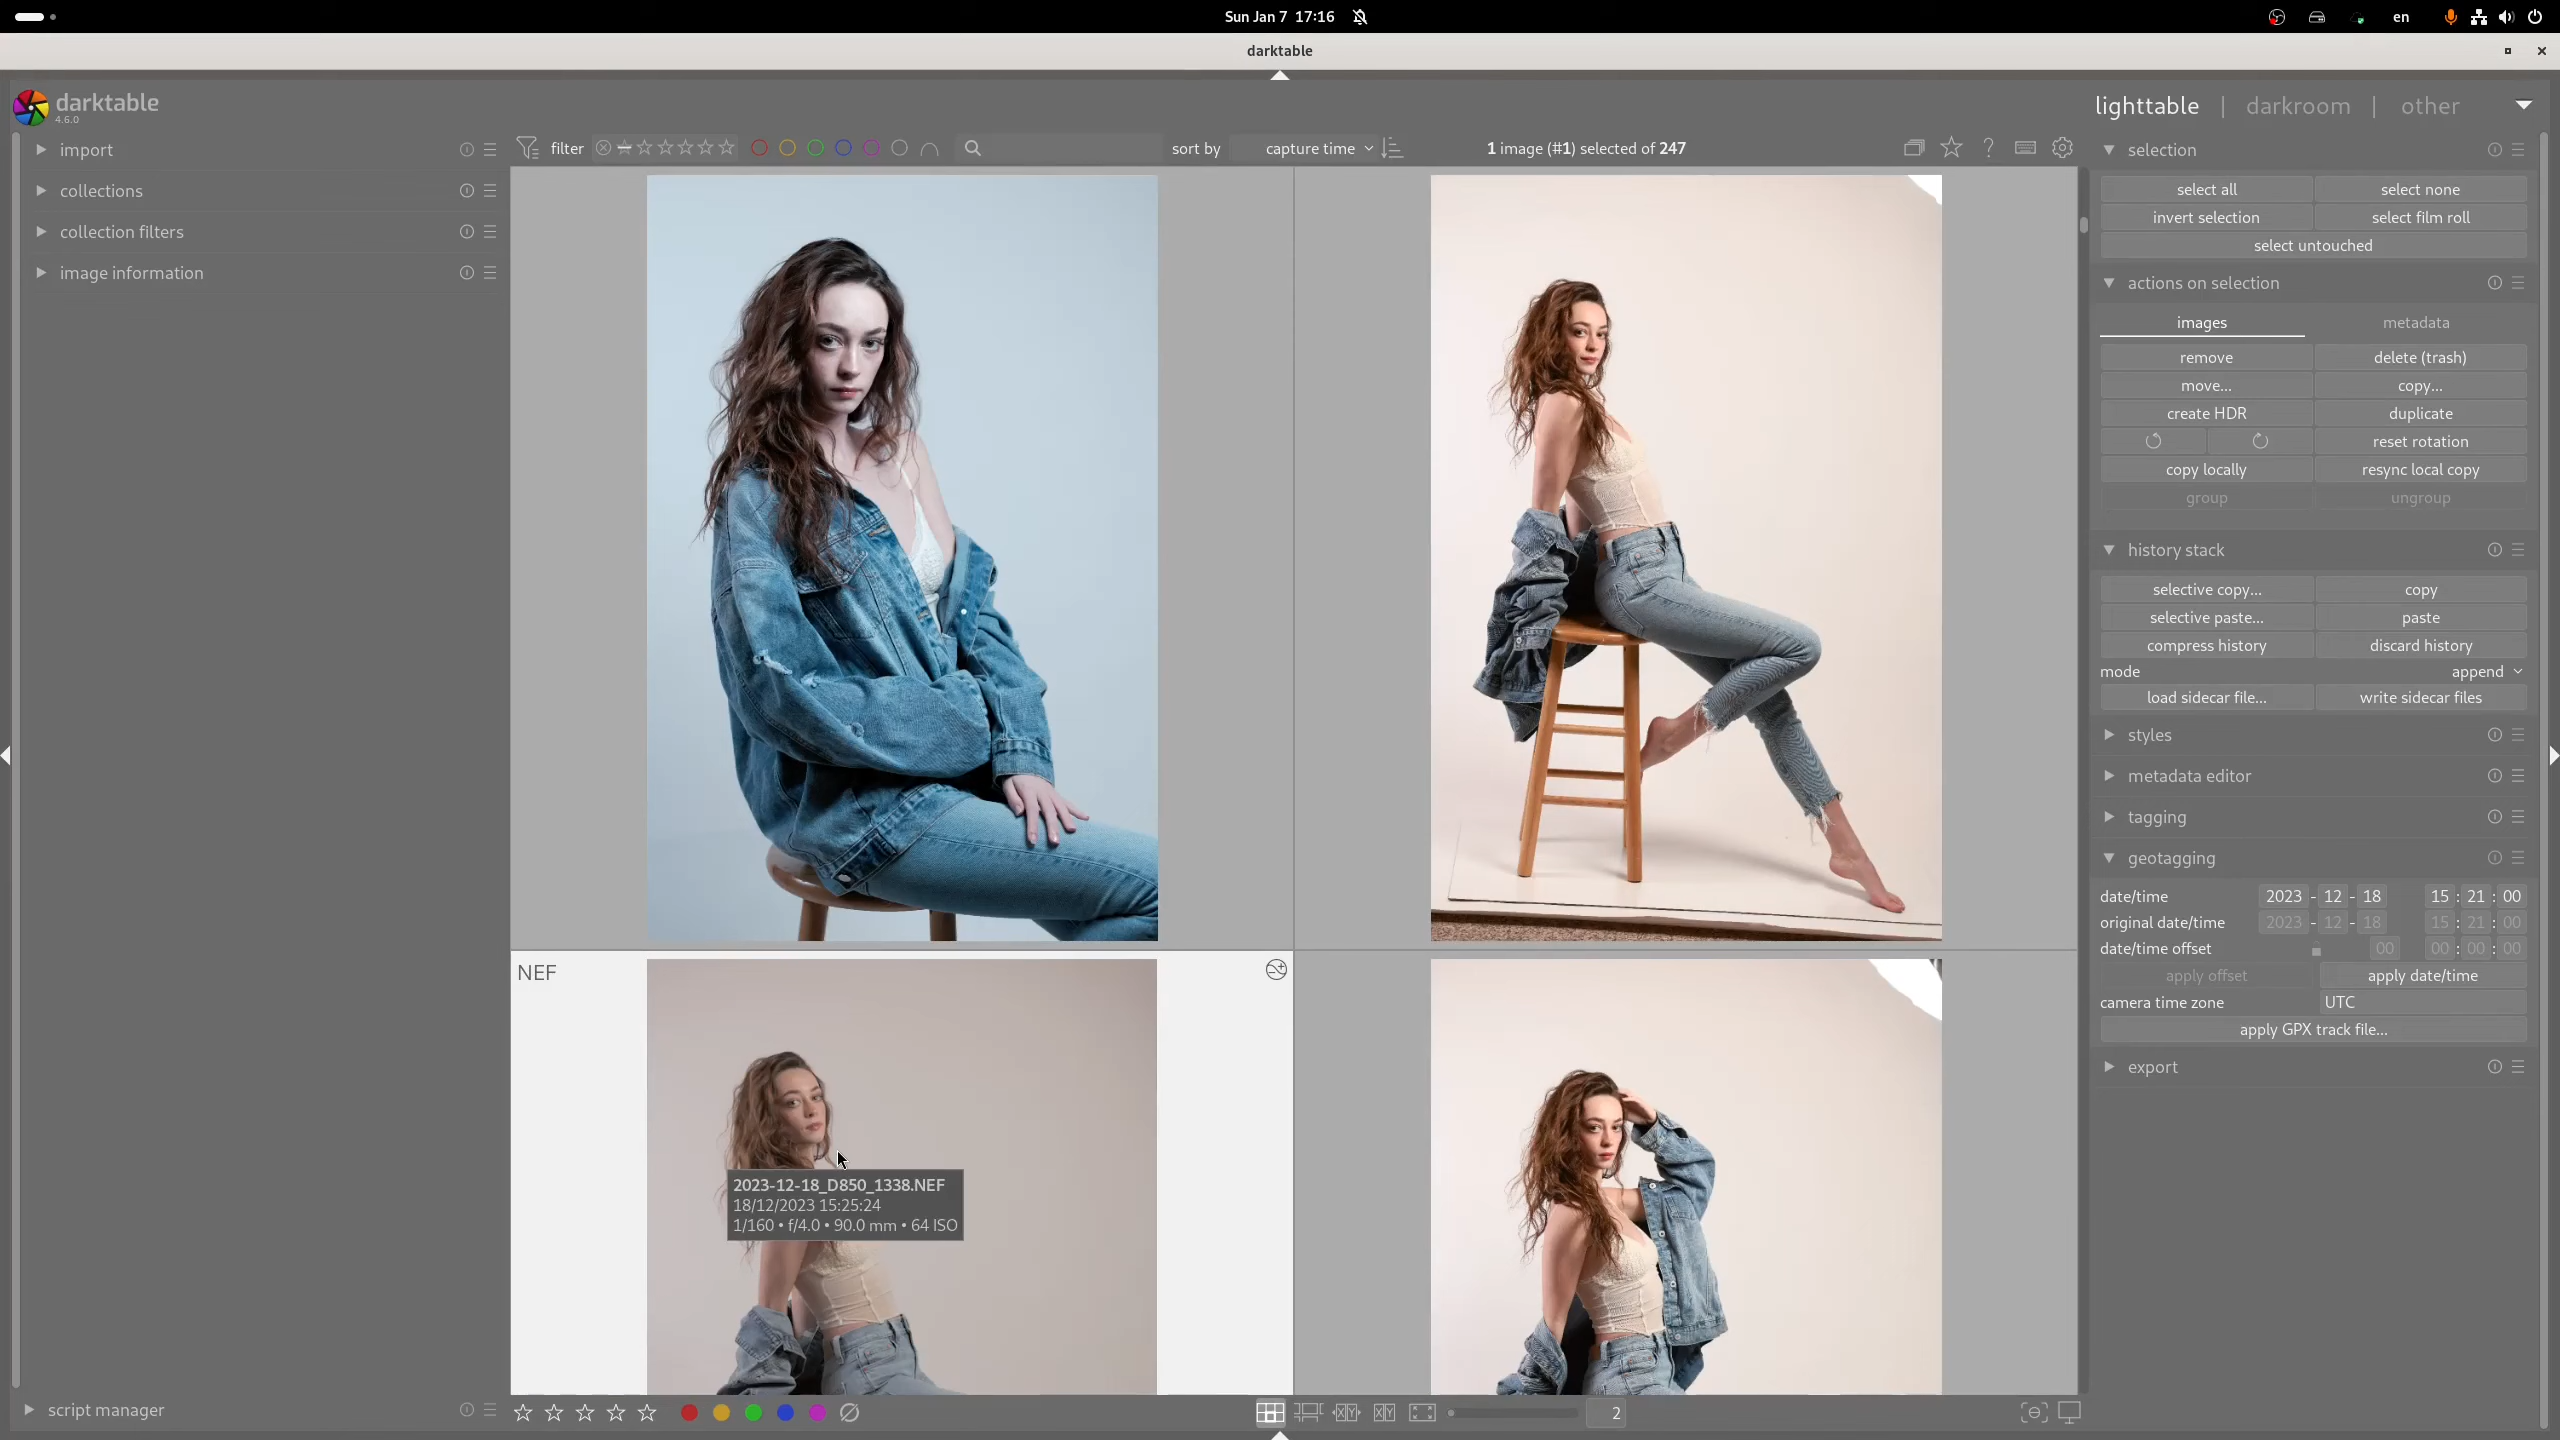 Sun Jan 7 17:16
en
darktable
darktable
4.6.0
lighttable | darkroom | other
import
collections
collection filters
image information
filter
sort by capture time
1 image (#1) selected of 247
selection
select all select none
invert selection select film roll
select untouched
actions on selection
images metadata
remove delete (trash)
move... copy...
create HDR duplicate
reset rotation
copy locally resync local copy
group ungroup
history stack
selective copy... copy
selective paste... paste
compress history discard history
mode append
load sidecar file... write sidecar files
styles
metadata editor
tagging
geotagging
date/time 2023 - 12 - 18 15 : 21 : 00
original date/time 2023 - 12 - 18 15 : 21 : 00
date/time offset 00 00 : 00 : 00
apply offset apply date/time
camera time zone UTC
apply GPX track file...
export
NEF
2023-12-18_D850_1338.NEF
18/12/2023 15:25:24
1/160 • f/4.0 • 90.0 mm • 64 ISO
script manager
2